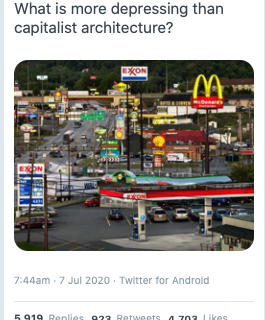 What is more depressing than
capitalist architecture?
EXXON
McDonald's
EXXON
EXXON
7:44am · 7 Jul 2020 · Twitter for Android
5,919 Replies 923 Retweets 4,703 Likes